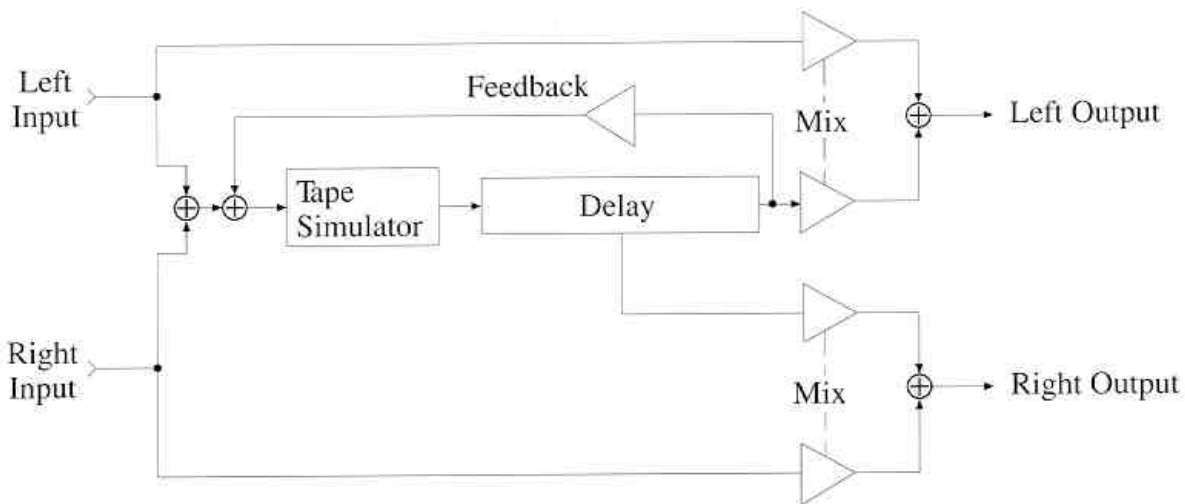 Left
Input
Feedback
Mix
Left Output
Tape
Simulator
Delay
Right
Input
Mix
Right Output